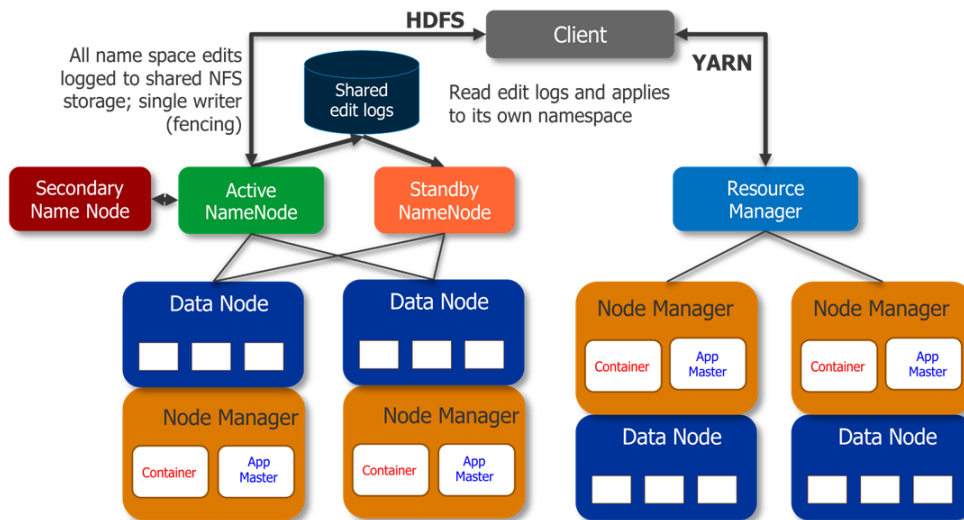 HDFS
Client
YARN
All name space edits
logged to shared NFS
storage; single writer
(fencing)
Shared
edit logs
Read edit logs and applies
to its own namespace
Secondary
Name Node
Active
NameNode
Standby
NameNode
Resource
Manager
Data Node
Data Node
Node Manager
Container
App
Master
Node Manager
Container
App
Master
Node Manager
Container
App
Master
Node Manager
Container
App
Master
Data Node
Data Node